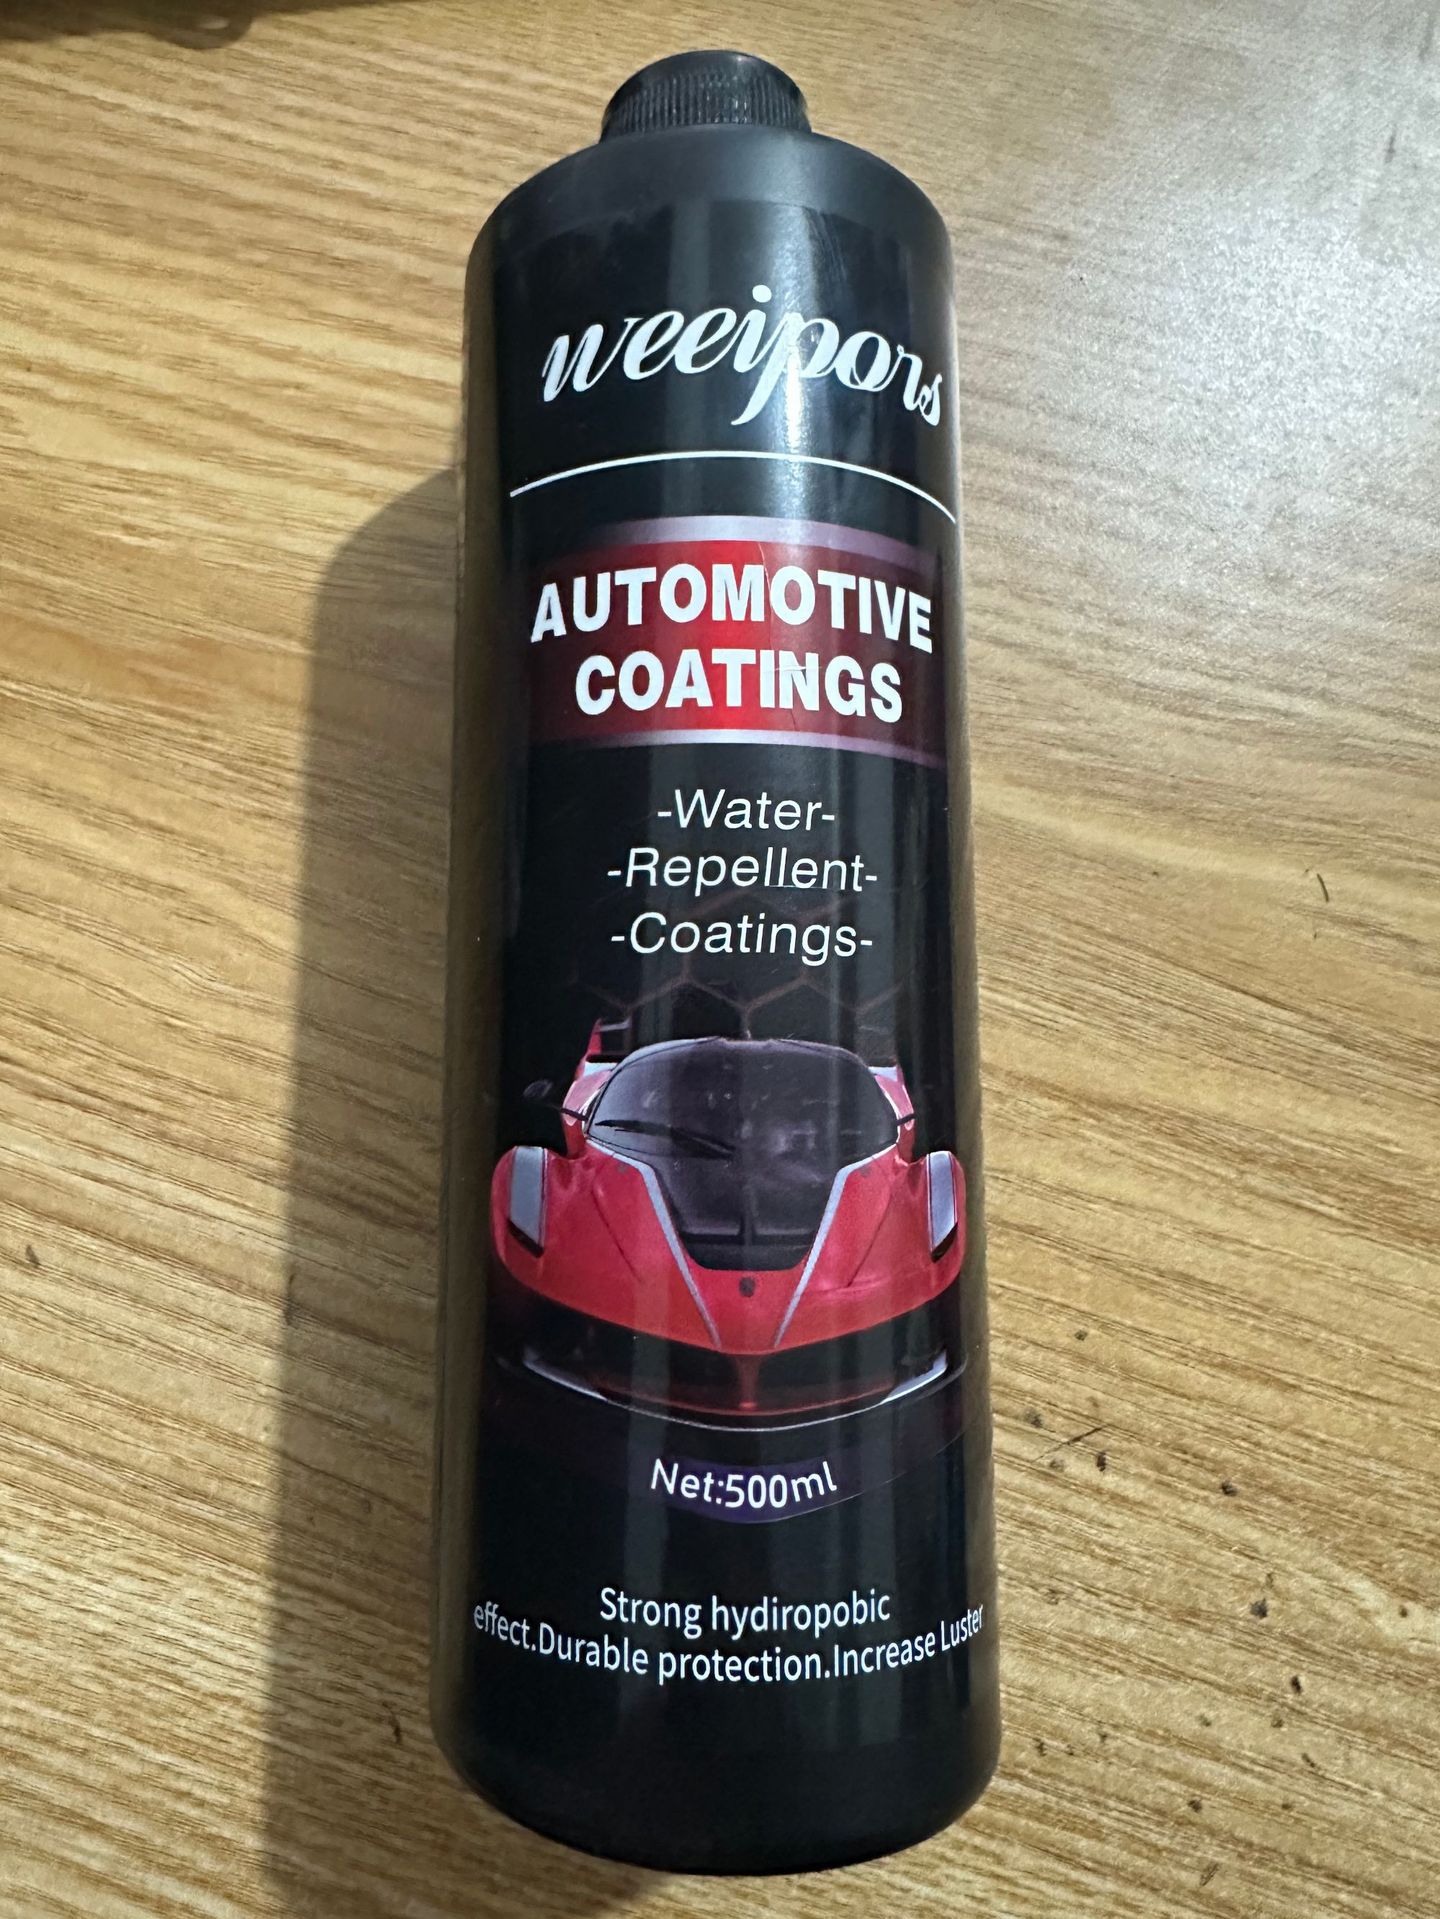 weeipors
AUTOMOTIVE
COATINGS
-Water-
-Repellent-
-Coatings-
Net:500ml
Strong hydiropobic
effect.Durable protection.Increase Luster